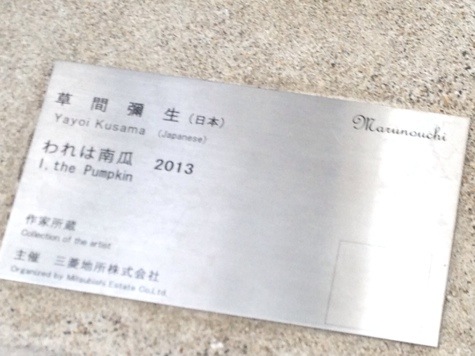 草間彌生（日本）
Yayoi Kusama (Japanese)
Marunouchi
われは南瓜 2013
I, the Pumpkin
作家所蔵
Collection of the artist
主催 三菱地所株式会社
Organized by Mitsubishi Estate Co.,Ltd.